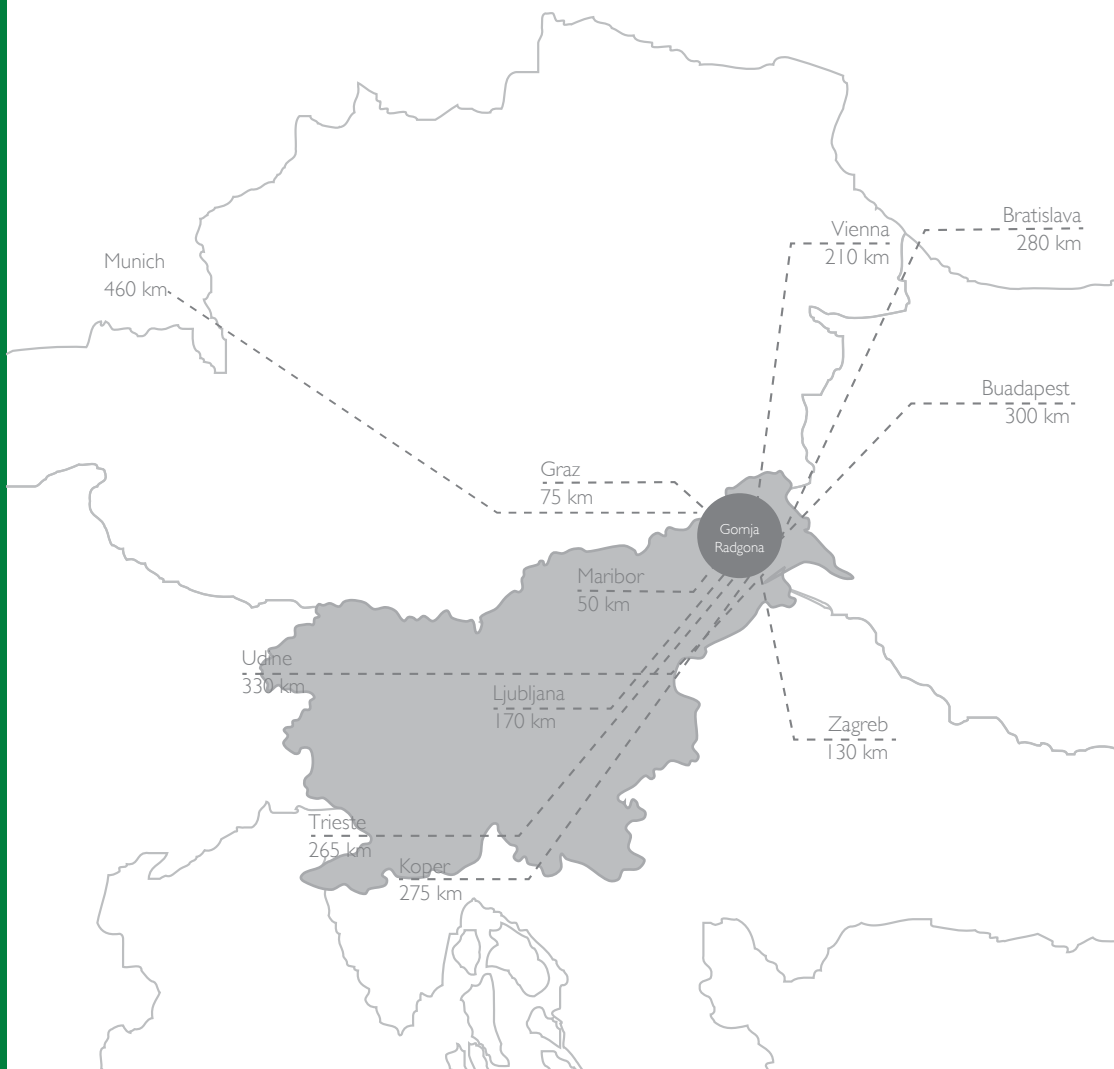 Bratislava
280 km
Vienna
210 km
Munich
460 km
Buadapest
300 km
Graz
75 km
Gornja
Radgona
Maribor
50 km
Udine
330 km
Ljubljana
170 km
Zagreb
130 km
Trieste
265 km
Koper
275 km